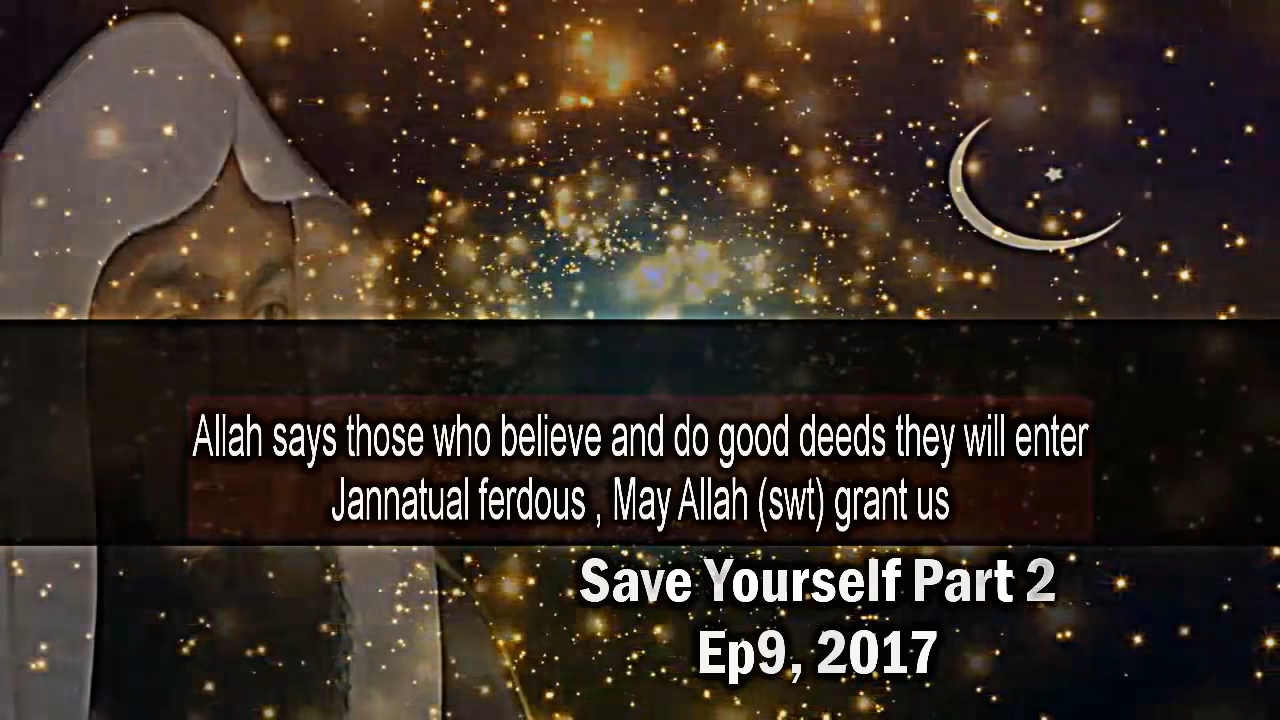 Allah says those who believe and do good deeds they will enter
Jannatual ferdous , May Allah (swt) grant us
Save Yourself Part 2
Ep9, 2017